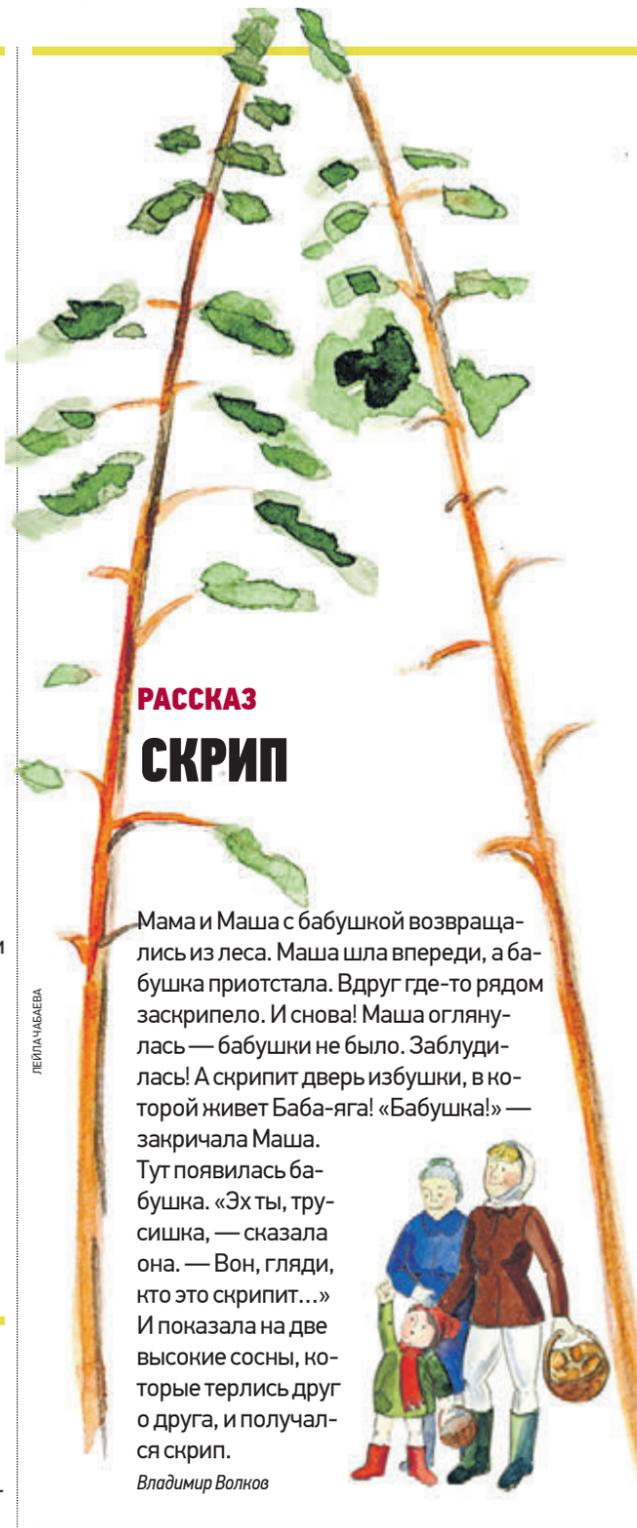 РАССКАЗ
СКРИП
Мама и Маша с бабушкой возвраща-
лись из леса. Маша шла впереди, а ба-
бушка приотстала. Вдруг где-то рядом
заскрипело. И снова! Маша огляну-
лась — бабушки не было. Заблуди-
лась! А скрипит дверь избушки, в ко-
торой живет Баба-яга! «Бабушка!» —
закричала Маша.
Тут появилась ба-
бушка. «Эх ты, тру-
сишка, — сказала
она. — Вон, гляди,
кто это скрипит...»
И показала на две
высокие сосны, ко-
торые терлись друг
о друга, и получал-
ся скрип.
Владимир Волков
ЛЕЙЛА ЧАБАЕВА